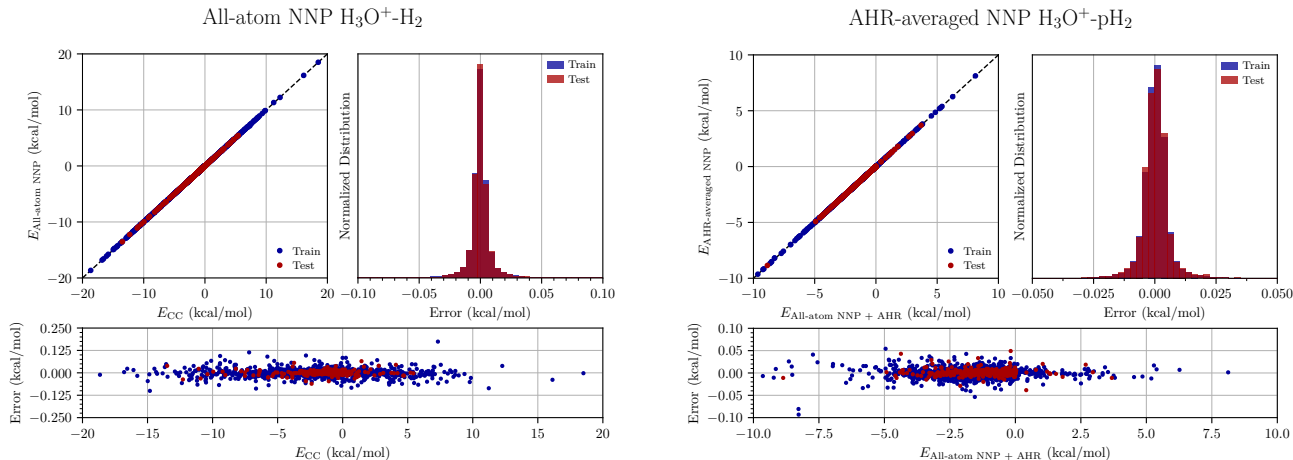 All-atom NNP H₃O⁺-H₂
20
10
0
−10
−20
E_All-atom NNP (kcal/mol)
Train
Test
−20 −10 0 10 20
E_CC (kcal/mol)
Normalized Distribution
Train
Test
−0.10 −0.05 0.00 0.05 0.10
Error (kcal/mol)
0.250
0.125
0.000
−0.125
−0.250
Error (kcal/mol)
−20 −15 −10 −5 0 5 10 15 20
E_CC (kcal/mol)
AHR-averaged NNP H₃O⁺-pH₂
10
5
0
−5
−10
E_AHR-averaged NNP (kcal/mol)
Train
Test
−10 −5 0 5 10
E_All-atom NNP + AHR (kcal/mol)
Normalized Distribution
Train
Test
−0.050 −0.025 0.000 0.025 0.050
Error (kcal/mol)
0.10
0.05
0.00
−0.05
−0.10
Error (kcal/mol)
−10.0 −7.5 −5.0 −2.5 0.0 2.5 5.0 7.5 10.0
E_All-atom NNP + AHR (kcal/mol)